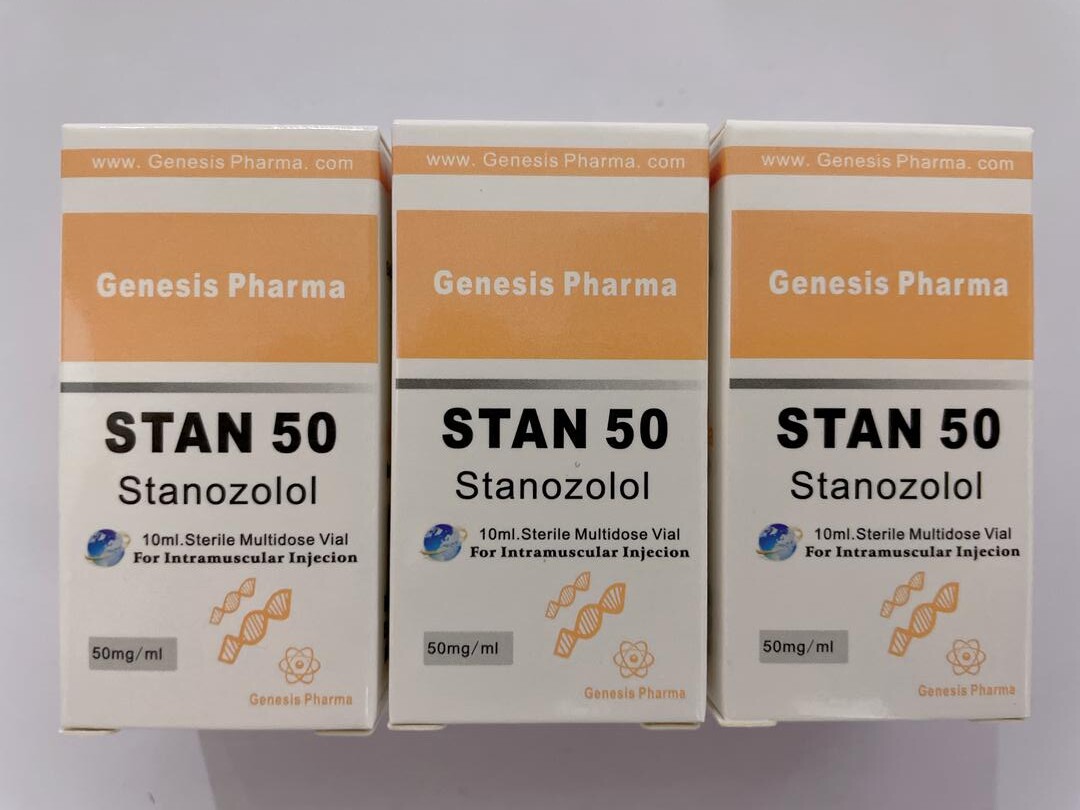 www. Genesis Pharma. com
Genesis Pharma
STAN 50
Stanozolol
10ml.Sterile Multidose Vial
For Intramuscular Injecion
50mg/ml
Genesis Pharma
www. Genesis Pharma. com
Genesis Pharma
STAN 50
Stanozolol
10ml.Sterile Multidose Vial
For Intramuscular Injecion
50mg/ml
Genesis Pharma
www. Genesis Pharma. com
Genesis Pharma
STAN 50
Stanozolol
10ml.Sterile Multidose Vial
For Intramuscular Injecion
50mg/ml
Genesis Pharma